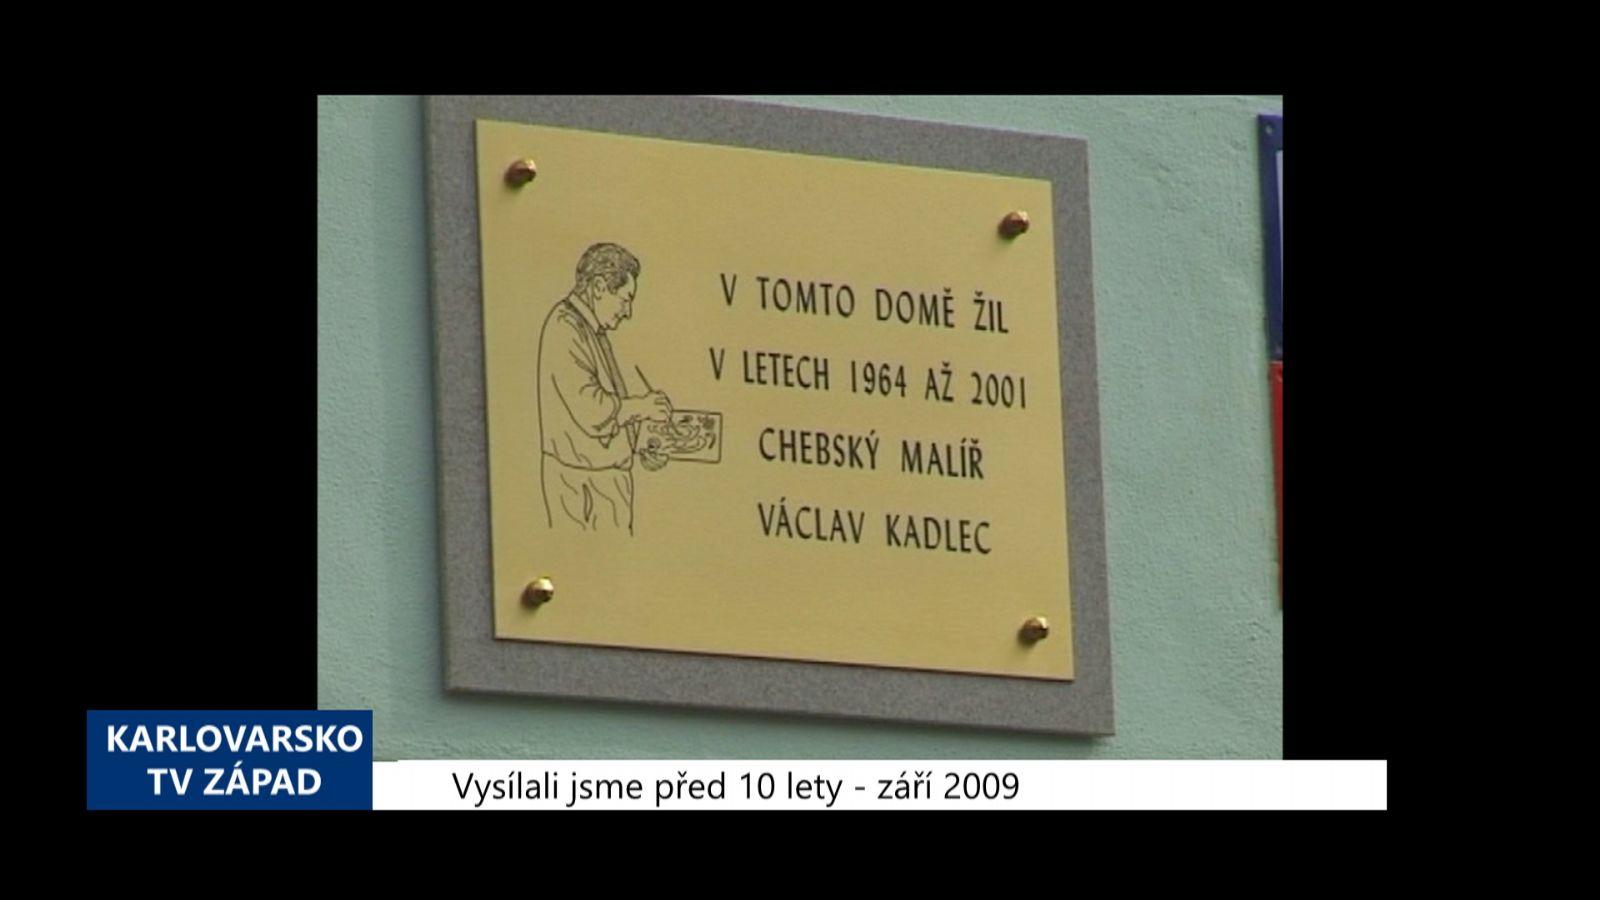 V TOMTO DOMĚ ŽIL
V LETECH 1964 AŽ 2001
CHEBSKÝ MALÍŘ
VÁCLAV KADLEC
KARLOVARSKO
TV ZÁPAD
Vysílali jsme před 10 lety - září 2009